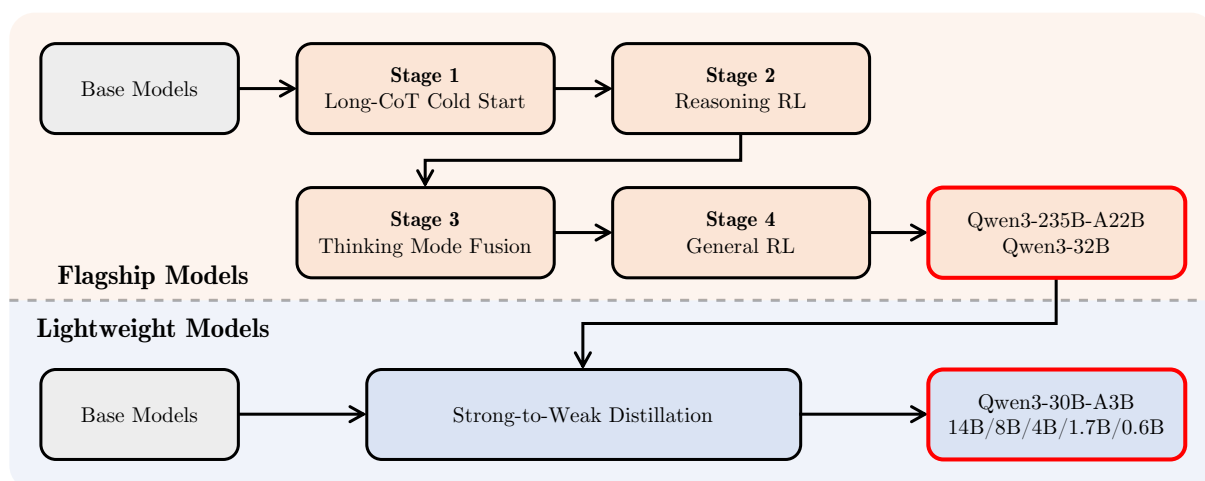 Base Models
Stage 1
Long-CoT Cold Start
Stage 2
Reasoning RL
Stage 3
Thinking Mode Fusion
Stage 4
General RL
Qwen3-235B-A22B
Qwen3-32B
Flagship Models
Lightweight Models
Base Models
Strong-to-Weak Distillation
Qwen3-30B-A3B
14B/8B/4B/1.7B/0.6B